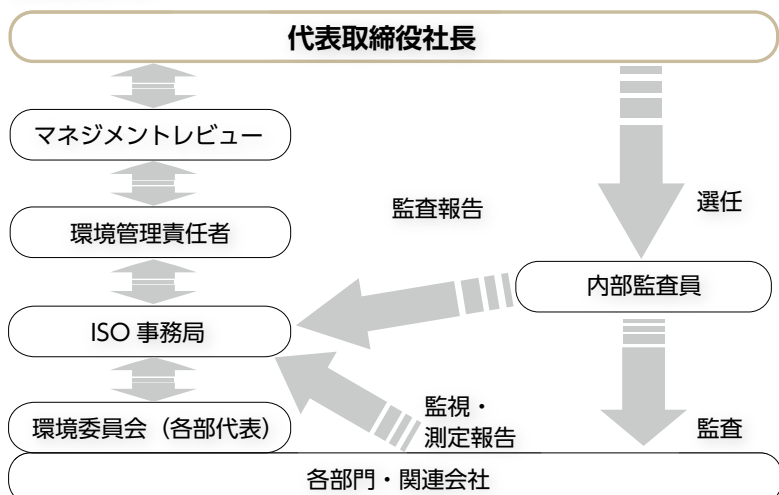 代表取締役社長
マネジメントレビュー
選任
監査報告
環境管理責任者
内部監査員
ISO 事務局
監視・
測定報告
環境委員会（各部代表）
監査
各部門・関連会社